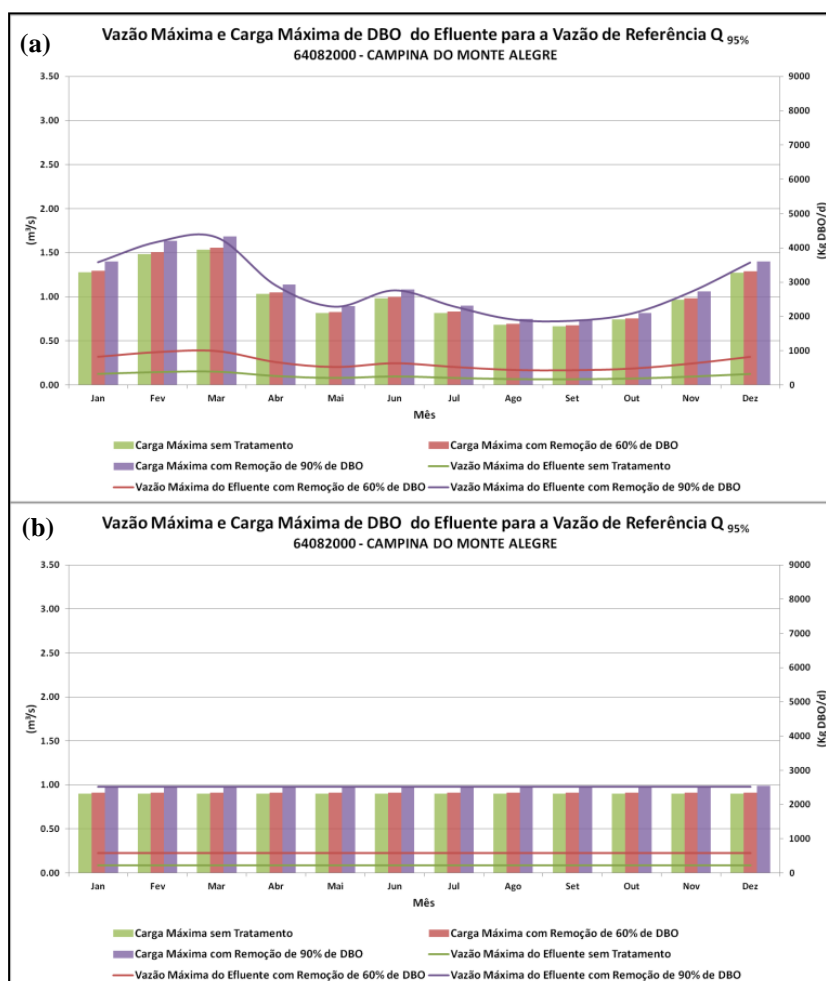 (a)
Vazão Máxima e Carga Máxima de DBO do Efluente para a Vazão de Referência Q 95%
64082000 - CAMPINA DO MONTE ALEGRE
3.50
3.00
2.50
2.00
1.50
1.00
0.50
0.00
(m³/s)
9000
8000
7000
6000
5000
4000
3000
2000
1000
0
(Kg DBO/d)
Jan Fev Mar Abr Mai Jun Jul Ago Set Out Nov Dez
Mês
Carga Máxima sem Tratamento
Carga Máxima com Remoção de 60% de DBO
Carga Máxima com Remoção de 90% de DBO
Vazão Máxima do Efluente sem Tratamento
Vazão Máxima do Efluente com Remoção de 60% de DBO
Vazão Máxima do Efluente com Remoção de 90% de DBO
(b)
Vazão Máxima e Carga Máxima de DBO do Efluente para a Vazão de Referência Q 95%
64082000 - CAMPINA DO MONTE ALEGRE
3.50
3.00
2.50
2.00
1.50
1.00
0.50
0.00
(m³/s)
9000
8000
7000
6000
5000
4000
3000
2000
1000
0
(Kg DBO/d)
Jan Fev Mar Abr Mai Jun Jul Ago Set Out Nov Dez
Mês
Carga Máxima sem Tratamento
Carga Máxima com Remoção de 60% de DBO
Carga Máxima com Remoção de 90% de DBO
Vazão Máxima do Efluente sem Tratamento
Vazão Máxima do Efluente com Remoção de 60% de DBO
Vazão Máxima do Efluente com Remoção de 90% de DBO